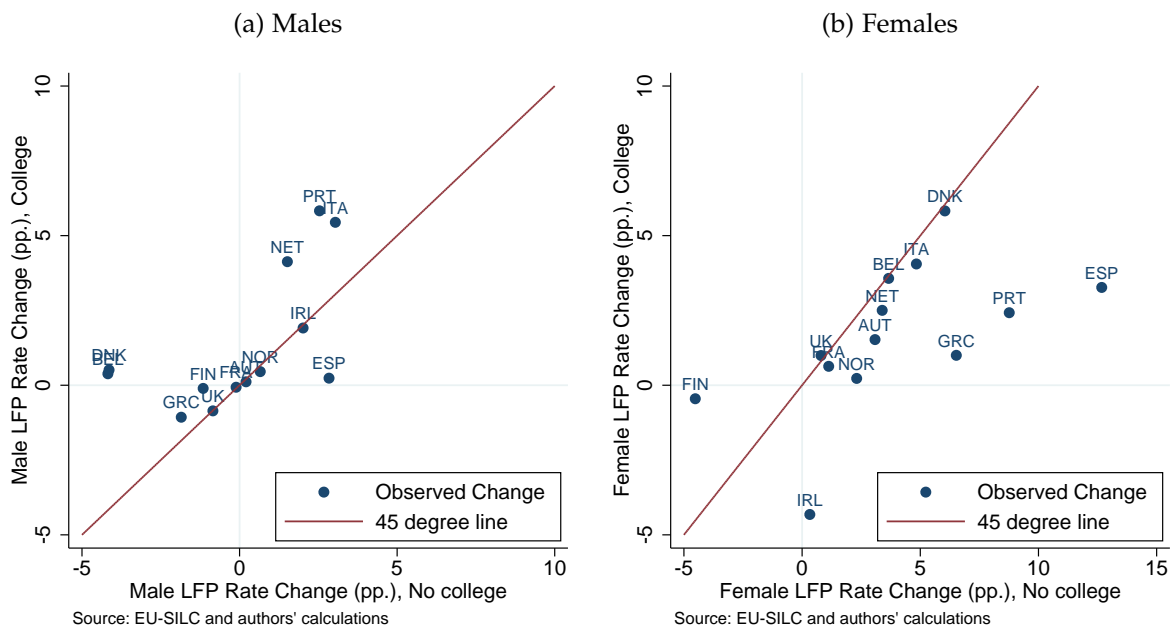 (a) Males
10
5
0
-5
Male LFP Rate Change (pp.), College
PRT
ITA
NET
IRL
DNK
BEL
NOR
AUT
ESP
FIN
FRA
GRC
UK
Observed Change
45 degree line
-5
0
5
10
Male LFP Rate Change (pp.), No college
Source: EU-SILC and authors' calculations
(b) Females
10
5
0
-5
Female LFP Rate Change (pp.), College
DNK
ITA
BEL
ESP
NET
PRT
AUT
UK
FRA
GRC
NOR
FIN
IRL
Observed Change
45 degree line
-5
0
5
10
15
Female LFP Rate Change (pp.), No college
Source: EU-SILC and authors' calculations